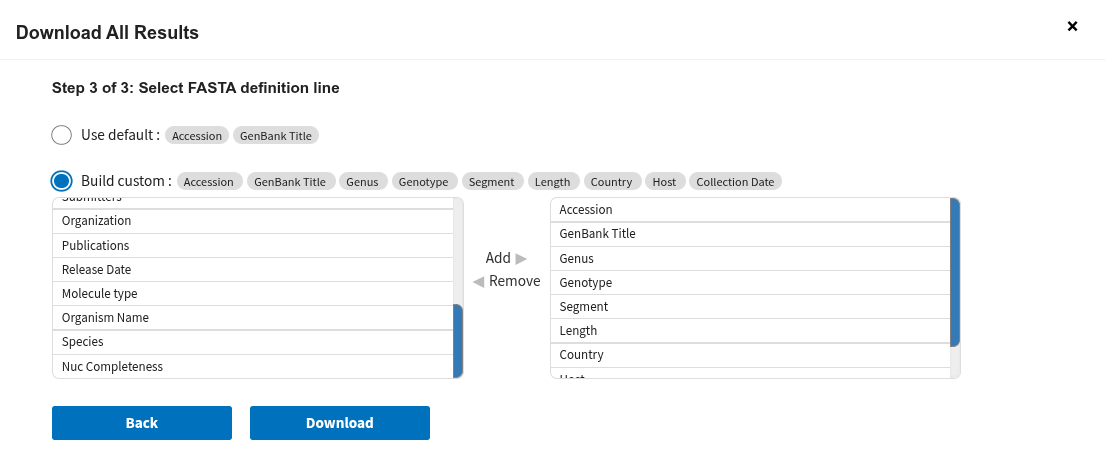 Download All Results ×
Step 3 of 3: Select FASTA definition line
Use default : Accession GenBank Title
Build custom : Accession GenBank Title Genus Genotype Segment Length Country Host Collection Date
Submitters
Organization
Publications
Release Date
Molecule type
Organism Name
Species
Nuc Completeness
Add ▶
◀ Remove
Accession
GenBank Title
Genus
Genotype
Segment
Length
Country
Host
Back Download